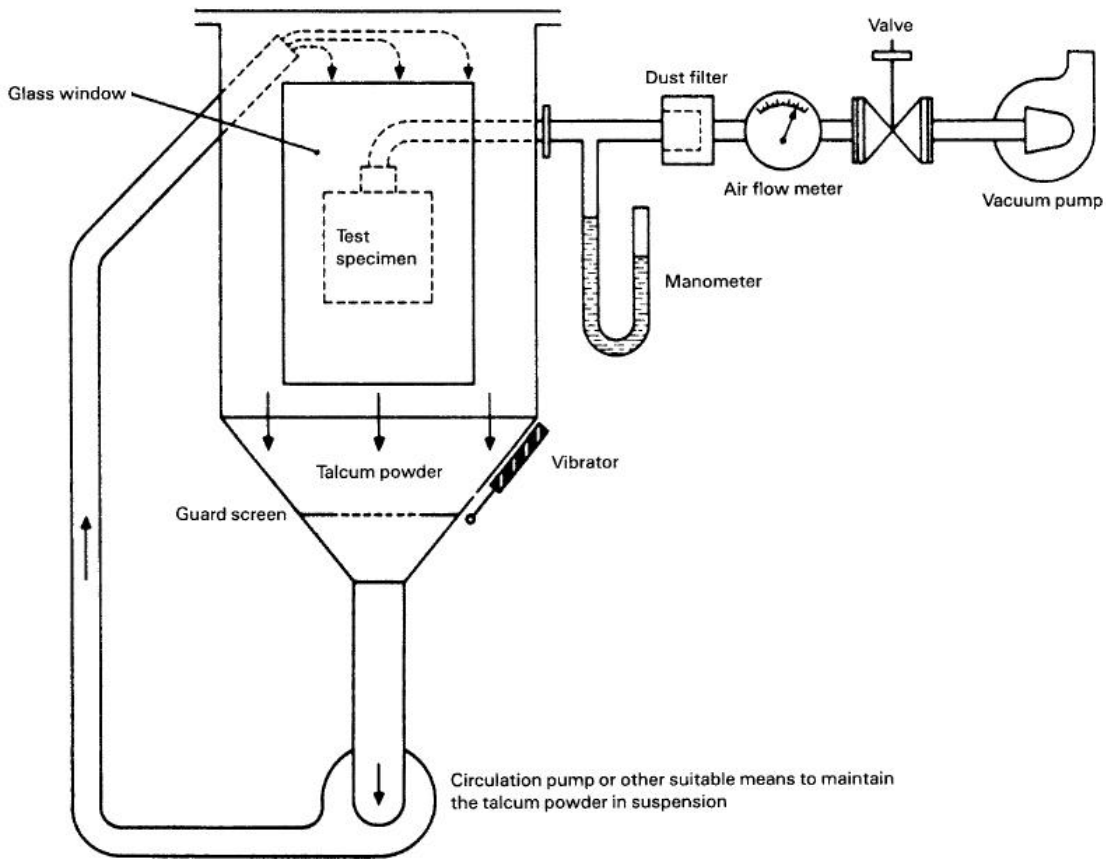 Valve
Dust filter
Glass window
Air flow meter
Vacuum pump
Test
specimen
Manometer
Talcum powder
Vibrator
Guard screen
Circulation pump or other suitable means to maintain
the talcum powder in suspension